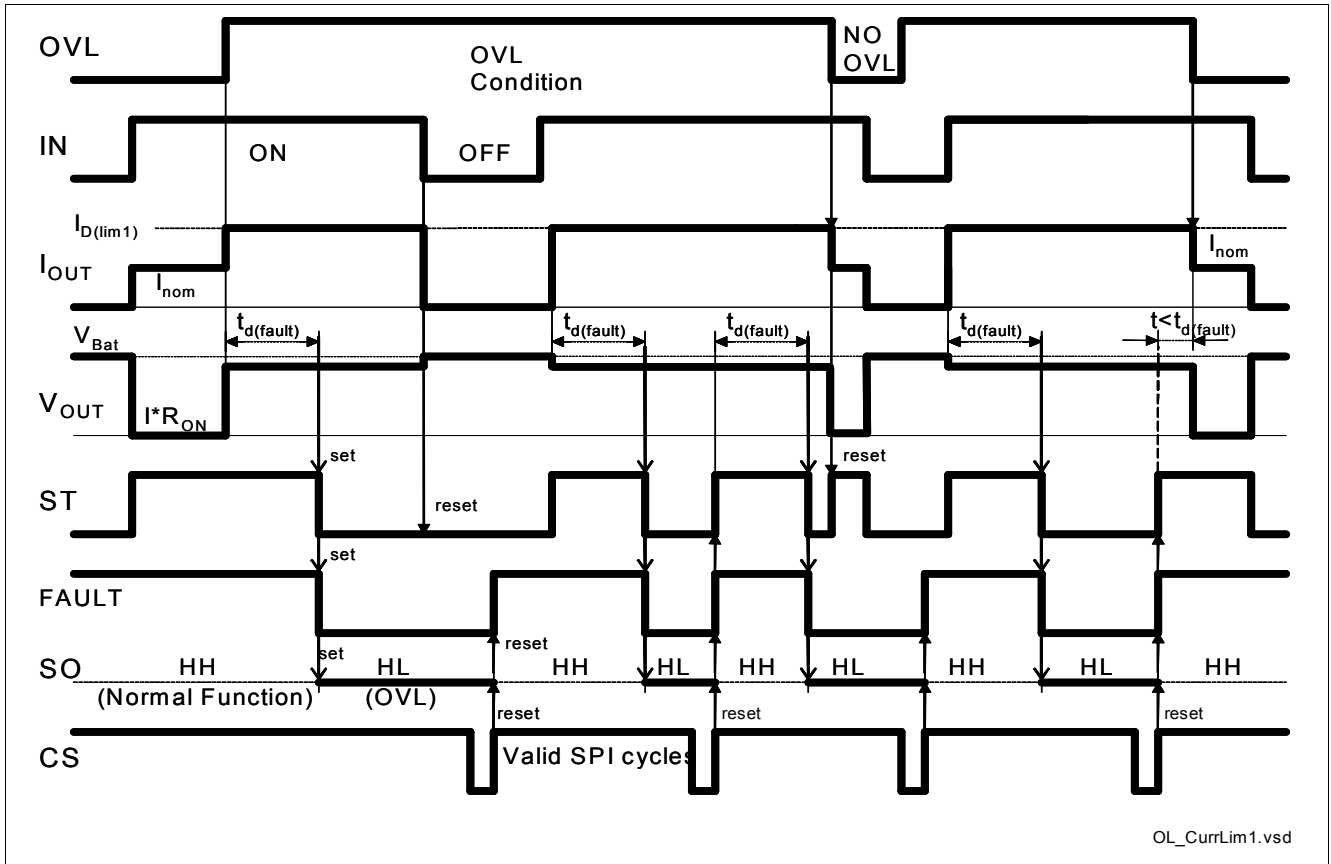 OVL
OVL
Condition
NO
OVL
IN
ON
OFF
I_D(lim1)
I_OUT
I_nom
I_nom
V_Bat
t_d(fault)
t_d(fault)
t_d(fault)
t_d(fault)
t<t_d(fault)
V_OUT
I*R_ON
set
reset
ST
reset
set
FAULT
reset
SO
HH
set
HL
HH
HL
HH
HL
HH
HL
HH
(Normal Function)
(OVL)
reset
reset
reset
CS
Valid SPI cycles
OL_CurrLim1.vsd